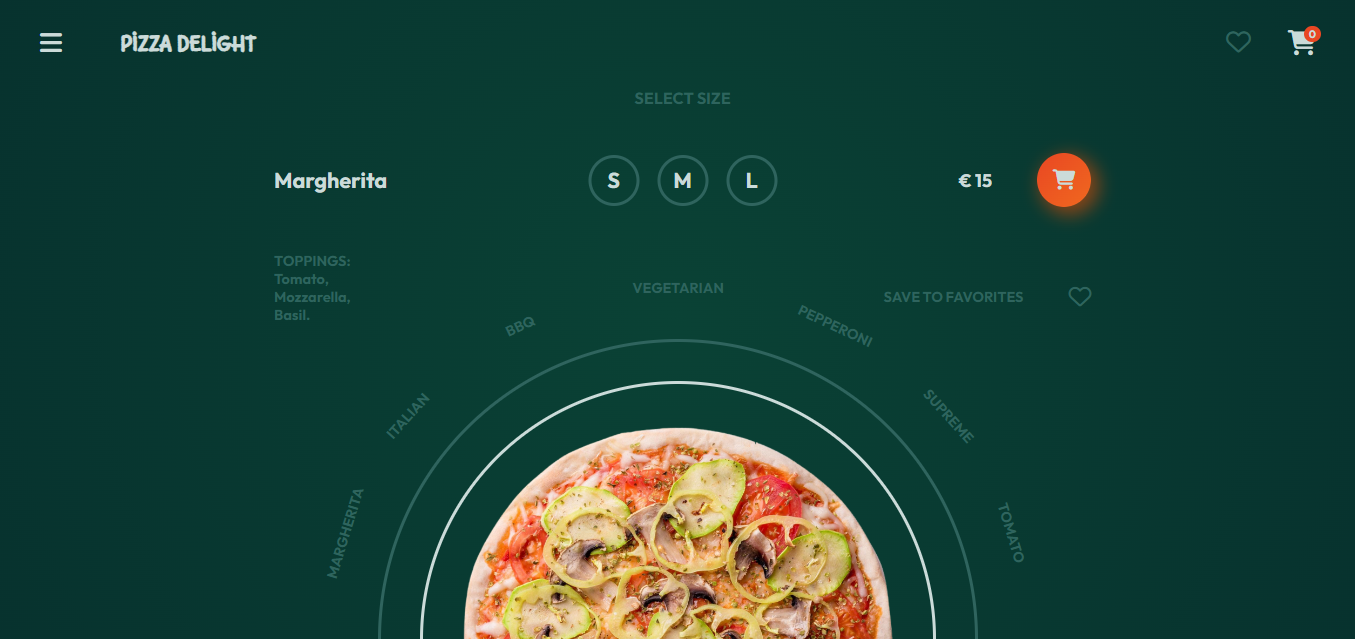 PIZZA DELIGHT
0
SELECT SIZE
Margherita
S M L
€ 15
TOPPINGS:
Tomato,
Mozzarella,
Basil.
SAVE TO FAVORITES
MARGHERITA
ITALIAN
BBQ
VEGETARIAN
PEPPERONI
SUPREME
TOMATO